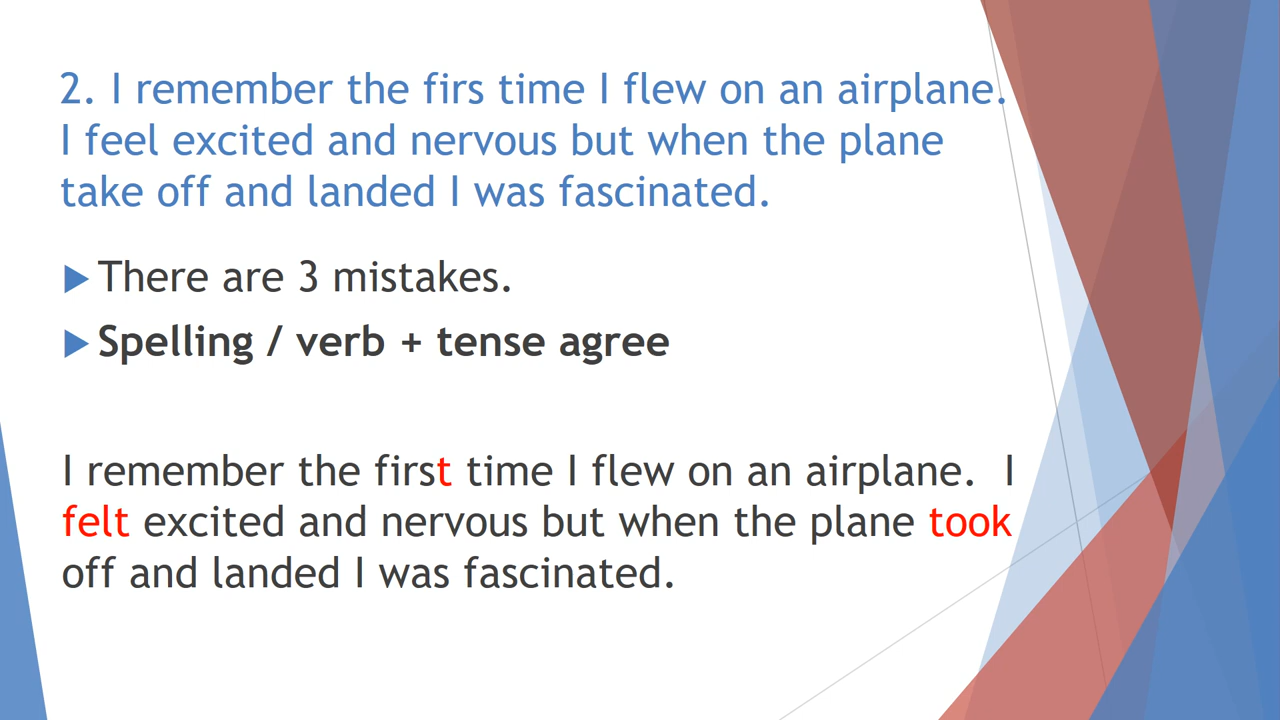 2. I remember the firs time I flew on an airplane.
I feel excited and nervous but when the plane
take off and landed I was fascinated.
There are 3 mistakes.
Spelling / verb + tense agree
I remember the first time I flew on an airplane.  I
felt excited and nervous but when the plane took
off and landed I was fascinated.